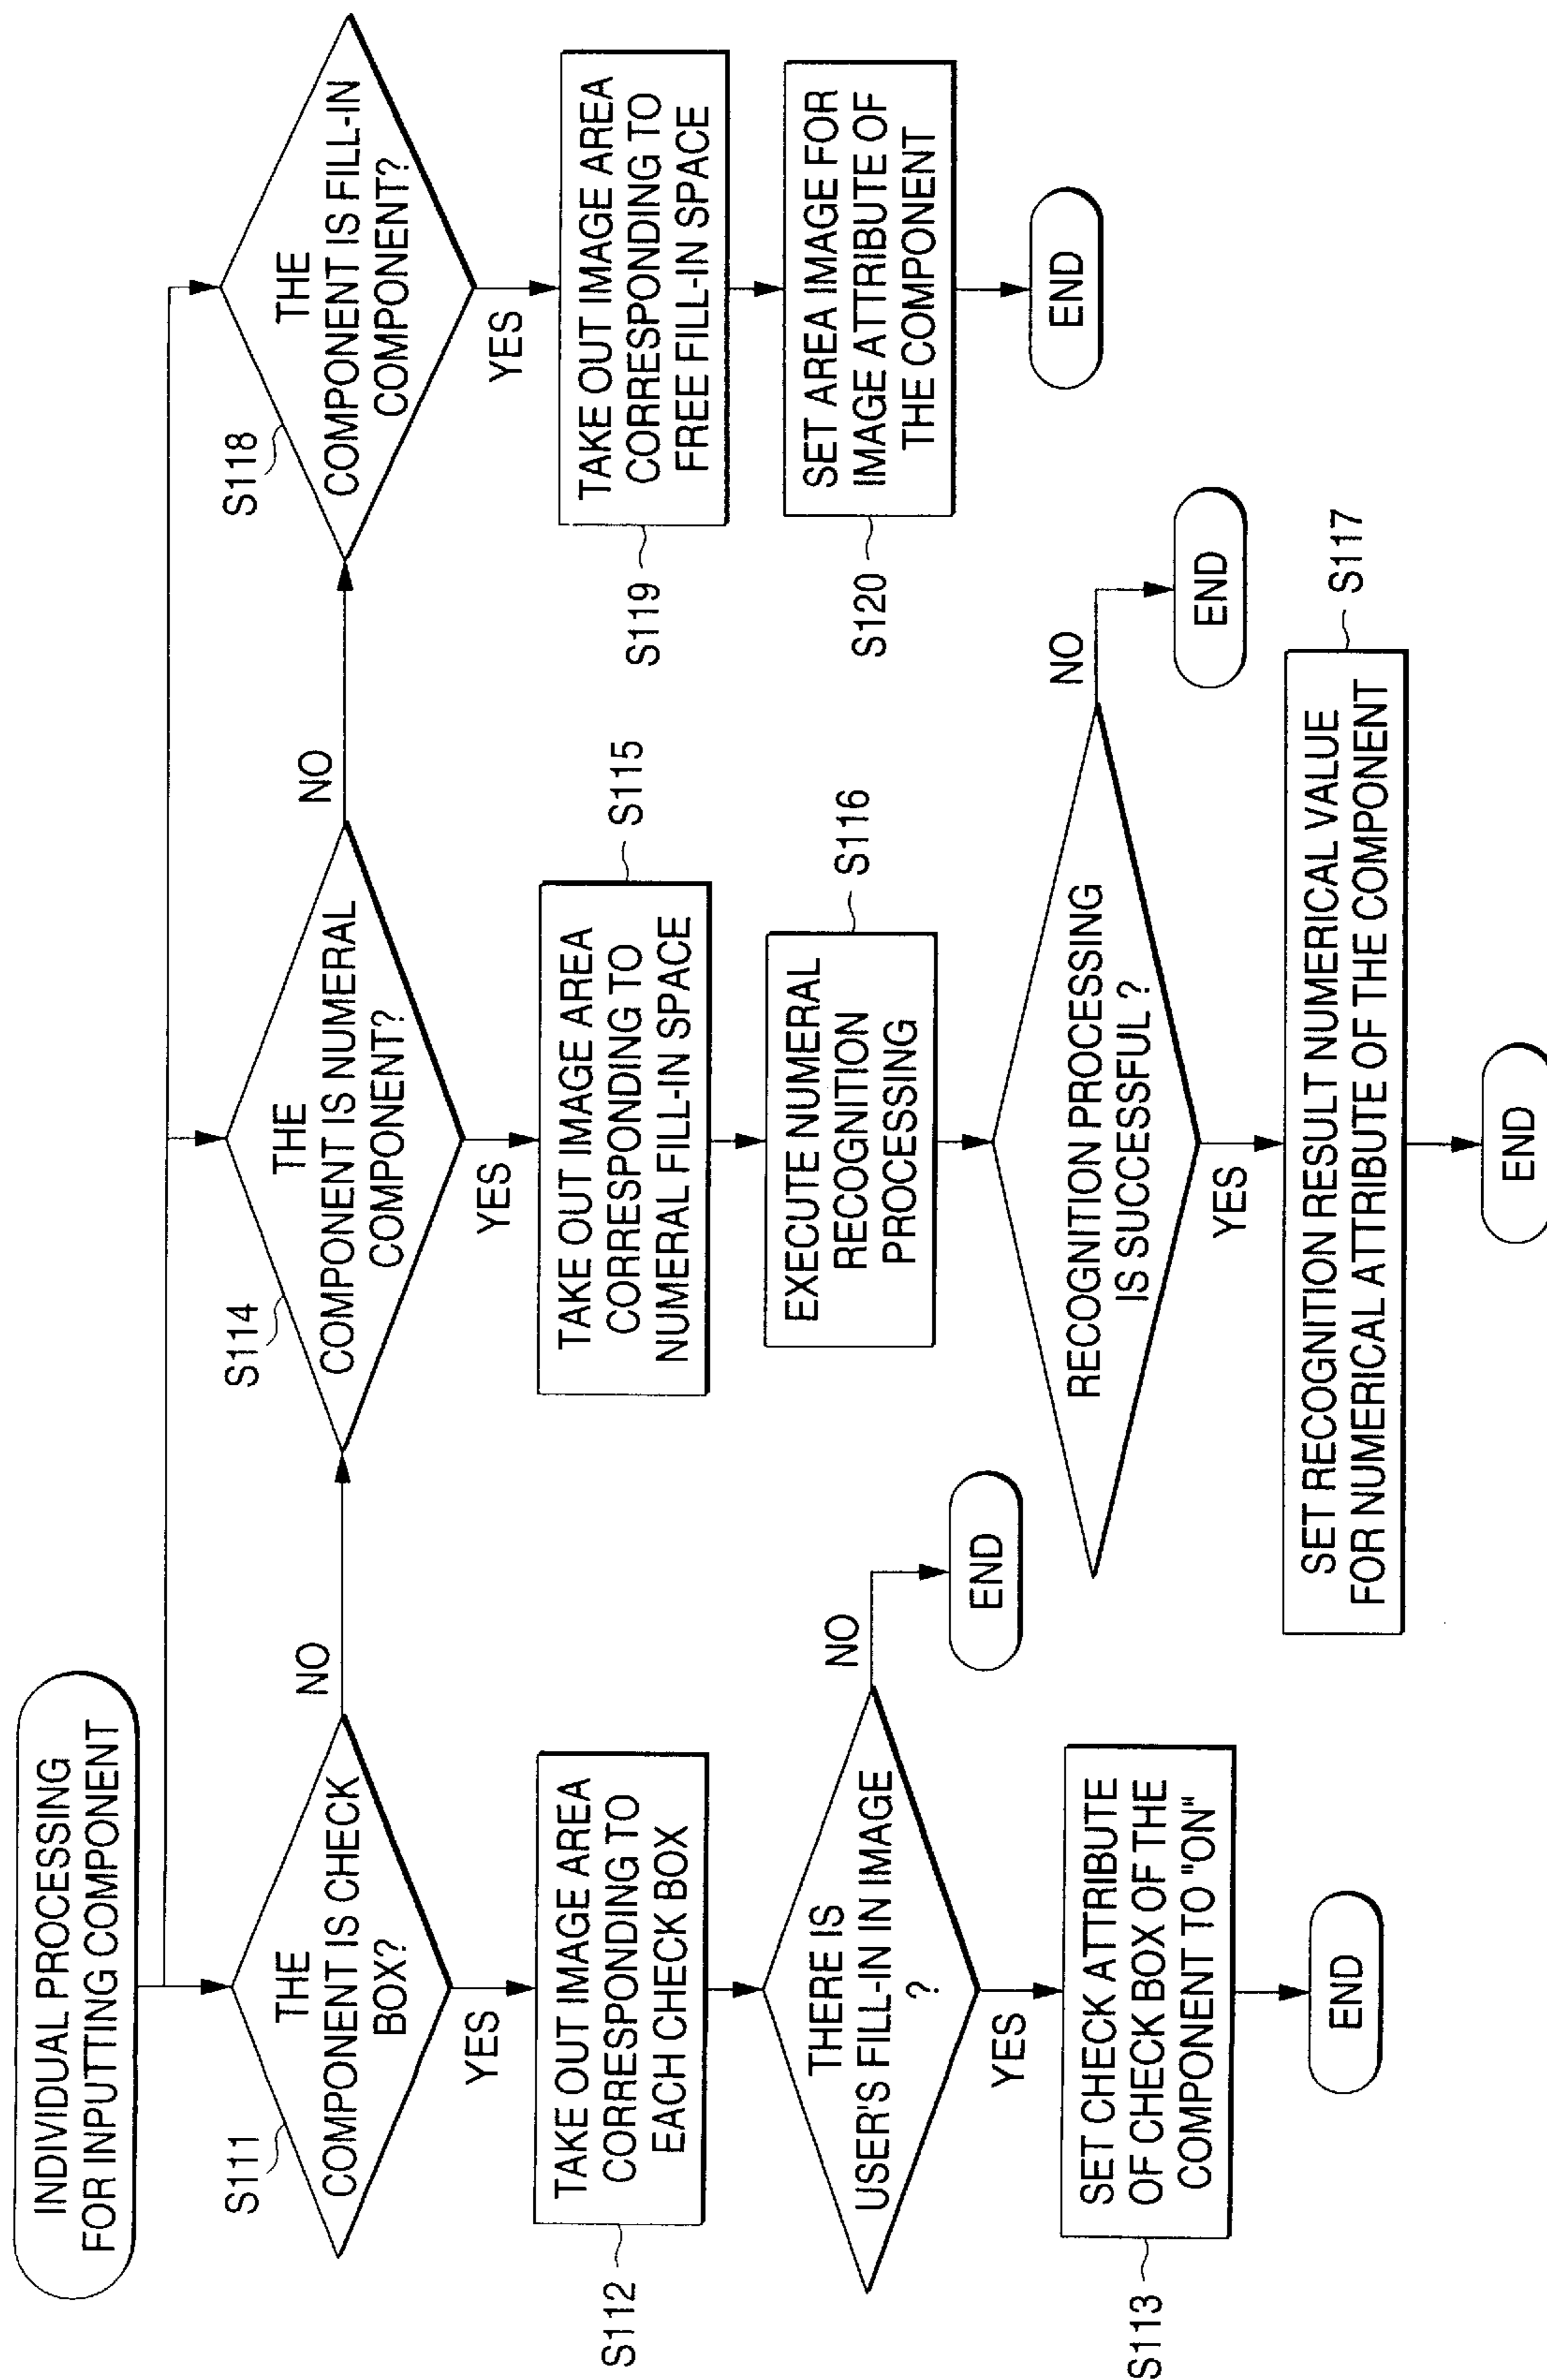 INDIVIDUAL PROCESSING
FOR INPUTTING COMPONENT
S111
THE
COMPONENT IS CHECK
BOX?
NO
YES
S112
TAKE OUT IMAGE AREA
CORRESPONDING TO
EACH CHECK BOX
THERE IS
USER'S FILL-IN IN IMAGE
?
NO
END
YES
S113
SET CHECK ATTRIBUTE
OF CHECK BOX OF THE
COMPONENT TO "ON"
END
S114
THE
COMPONENT IS NUMERAL
COMPONENT?
NO
YES
S115
TAKE OUT IMAGE AREA
CORRESPONDING TO
NUMERAL FILL-IN SPACE
S116
EXECUTE NUMERAL
RECOGNITION
PROCESSING
RECOGNITION PROCESSING
IS SUCCESSFUL ?
NO
END
YES
S117
SET RECOGNITION RESULT NUMERICAL VALUE
FOR NUMERICAL ATTRIBUTE OF THE COMPONENT
END
S118
THE
COMPONENT IS FILL-IN
COMPONENT?
YES
S119
TAKE OUT IMAGE AREA
CORRESPONDING TO
FREE FILL-IN SPACE
S120
SET AREA IMAGE FOR
IMAGE ATTRIBUTE OF
THE COMPONENT
END